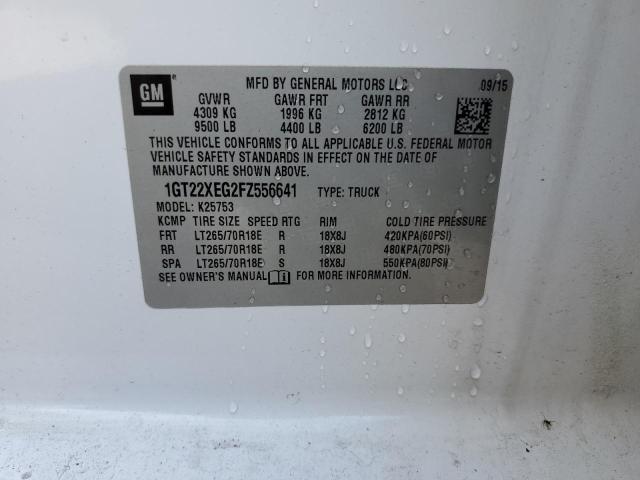 GM
MFD BY GENERAL MOTORS LLC 09/15
GVWR GAWR FRT GAWR RR
4309 KG 1996 KG 2812 KG
9500 LB 4400 LB 6200 LB
THIS VEHICLE CONFORMS TO ALL APPLICABLE U.S. FEDERAL MOTOR
VEHICLE SAFETY STANDARDS IN EFFECT ON THE DATE OF
MANUFACTURE SHOWN ABOVE.
1GT22XEG2FZ556641 TYPE: TRUCK
MODEL: K25753
KCMP TIRE SIZE SPEED RTG RIM COLD TIRE PRESSURE
FRT LT265/70R18E R 18X8J 420KPA(60PSI)
RR LT265/70R18E R 18X8J 480KPA(70PSI)
SPA LT265/70R18E S 18X8J 550KPA(80PSI)
SEE OWNER'S MANUAL FOR MORE INFORMATION.